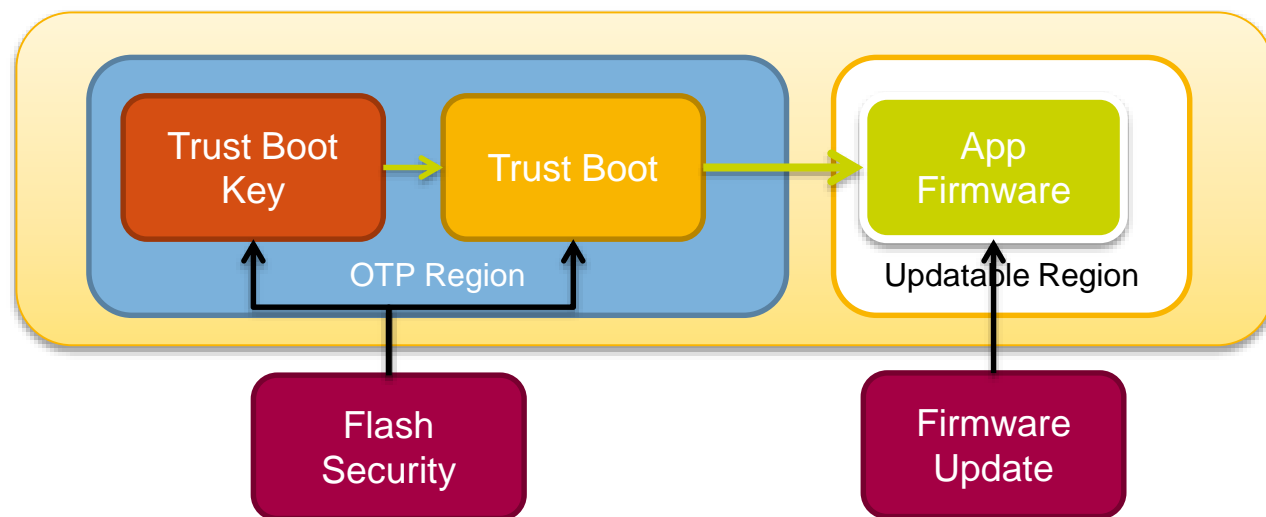 Trust Boot
Key
Trust Boot
App
Firmware
OTP Region
Updatable Region
Flash
Security
Firmware
Update